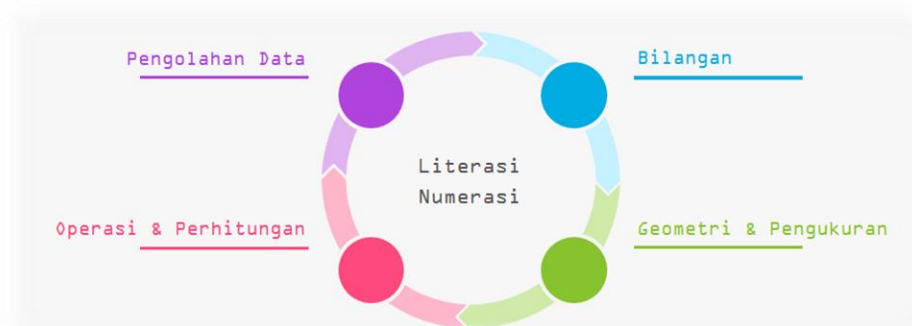 Pengolahan Data
Bilangan
Literasi
Numerasi
Operasi & Perhitungan
Geometri & Pengukuran